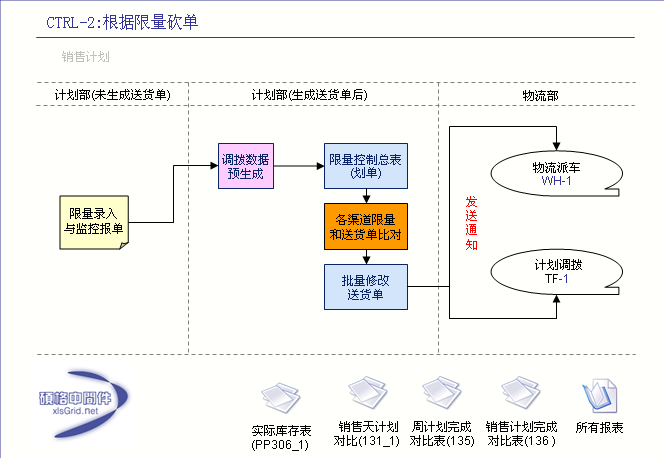 CTRL-2:根据限量砍单
销售计划
计划部(未生成送货单)
计划部(生成送货单后)
物流部
限量录入
与监控报单
调拨数据
预生成
限量控制总表
(划单)
各渠道限量
和送货单比对
批量修改
送货单
发
送
通
知
物流派车
WH-1
计划调拨
TF-1
碩格中間件
xlsGrid.net
实际库存表
(PP306_1)
销售天计划
对比(131_1)
周计划完成
对比表(135)
销售计划完成
对比表(136 )
所有报表